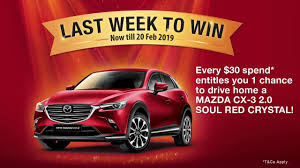 LAST WEEK TO WIN
Now till 20 Feb 2019
Every $30 spend*
entitles you 1 chance
to drive home a
MAZDA CX-3 2.0
SOUL RED CRYSTAL!
*T&Cs Apply